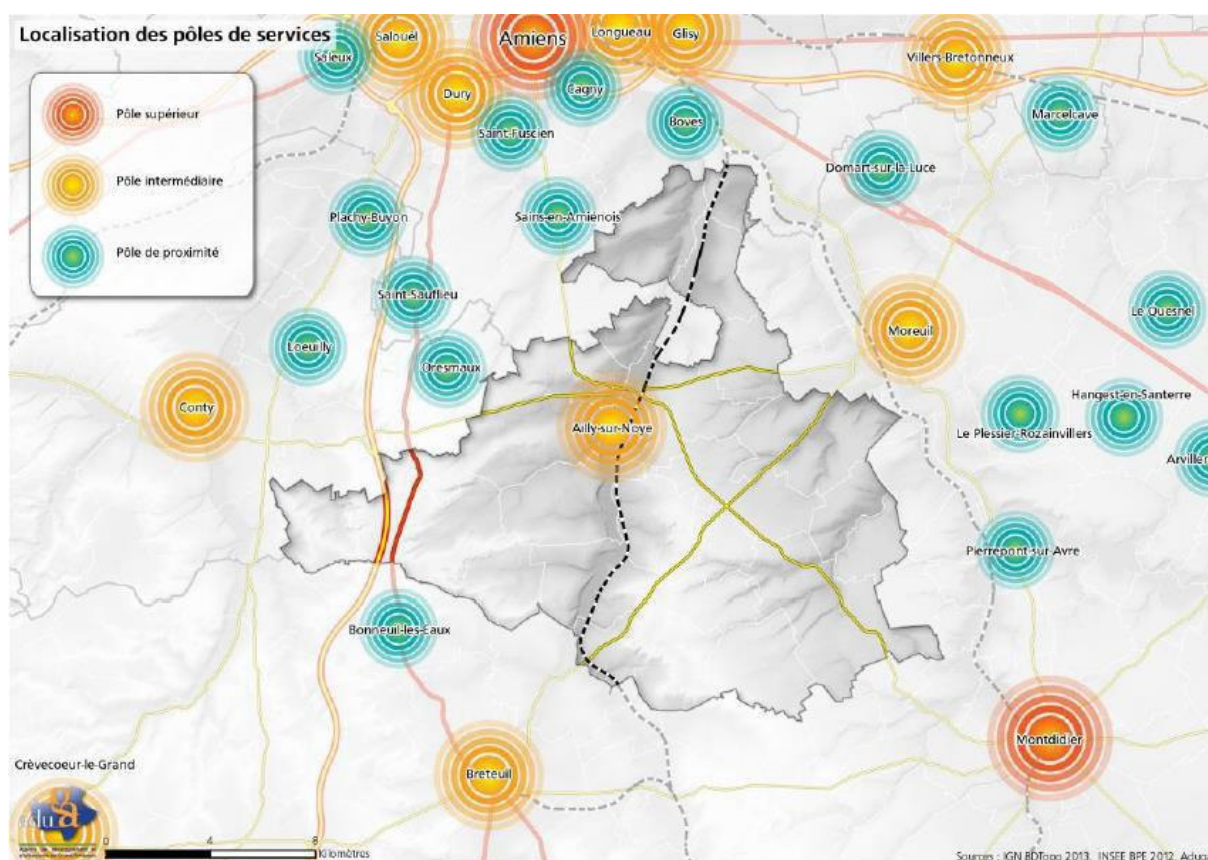 Localisation des pôles de services
Pôle supérieur
Pôle intermédiaire
Pôle de proximité
Salouël
Amiens
Longueau
Glisy
Saleux
Villers-Bretonneux
Dury
Cagny
Marcelcave
Saint-Fuscien
Boves
Domart-sur-la-Luce
Plachy-Buyon
Sains-en-Amiénois
Saint-Sauflieu
Le Quesnel
Moreuil
Loeuilly
Oresmaux
Hangest-en-Santerre
Conty
Ailly-sur-Noye
Le Plessier-Rozainvillers
Arviller
Pierrepont-sur-Avre
Bonneuil-les-Eaux
Montdidier
Crèvecoeur-le-Grand
Breteuil
adu ga
0 4 8
Kilomètres
Sources : IGN BDTopo 2013, INSEE BPE 2012, Aduga